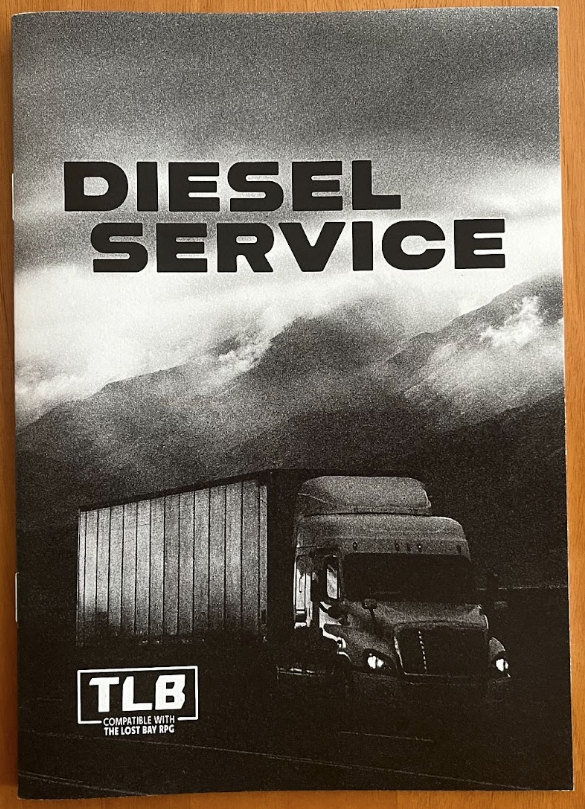 DIESEL
SERVICE
TLB
COMPATIBLE WITH
THE LOST BAY RPG